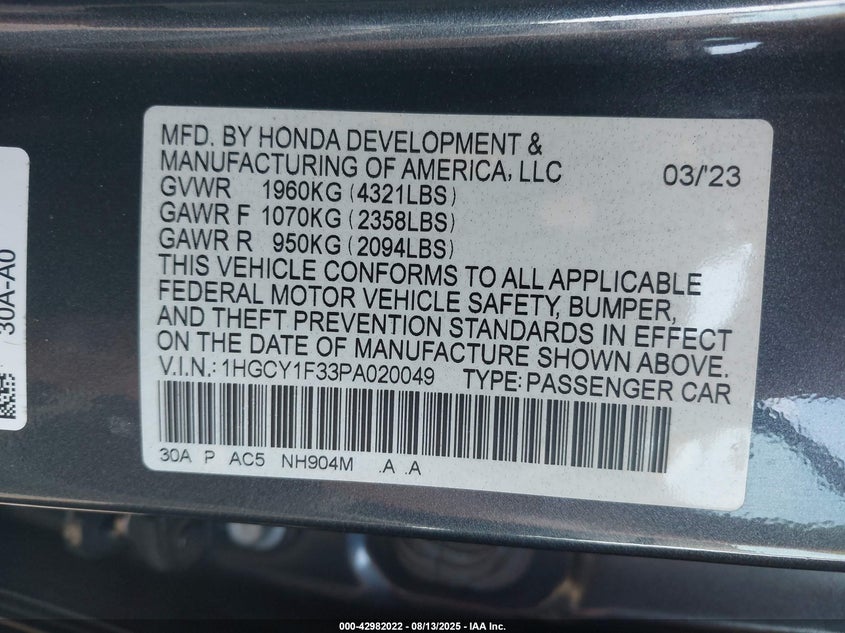 MFD. BY HONDA DEVELOPMENT &
MANUFACTURING OF AMERICA, LLC 03/'23
GVWR 1960KG (4321LBS)
GAWR F 1070KG (2358LBS)
GAWR R 950KG (2094LBS)
THIS VEHICLE CONFORMS TO ALL APPLICABLE
FEDERAL MOTOR VEHICLE SAFETY, BUMPER,
AND THEFT PREVENTION STANDARDS IN EFFECT
ON THE DATE OF MANUFACTURE SHOWN ABOVE.
V.I.N.: 1HGCY1F33PA020049 TYPE: PASSENGER CAR
30A P AC5 NH904M .A .A
30A-A0
000-42982022 - 08/13/2025 - IAA Inc.